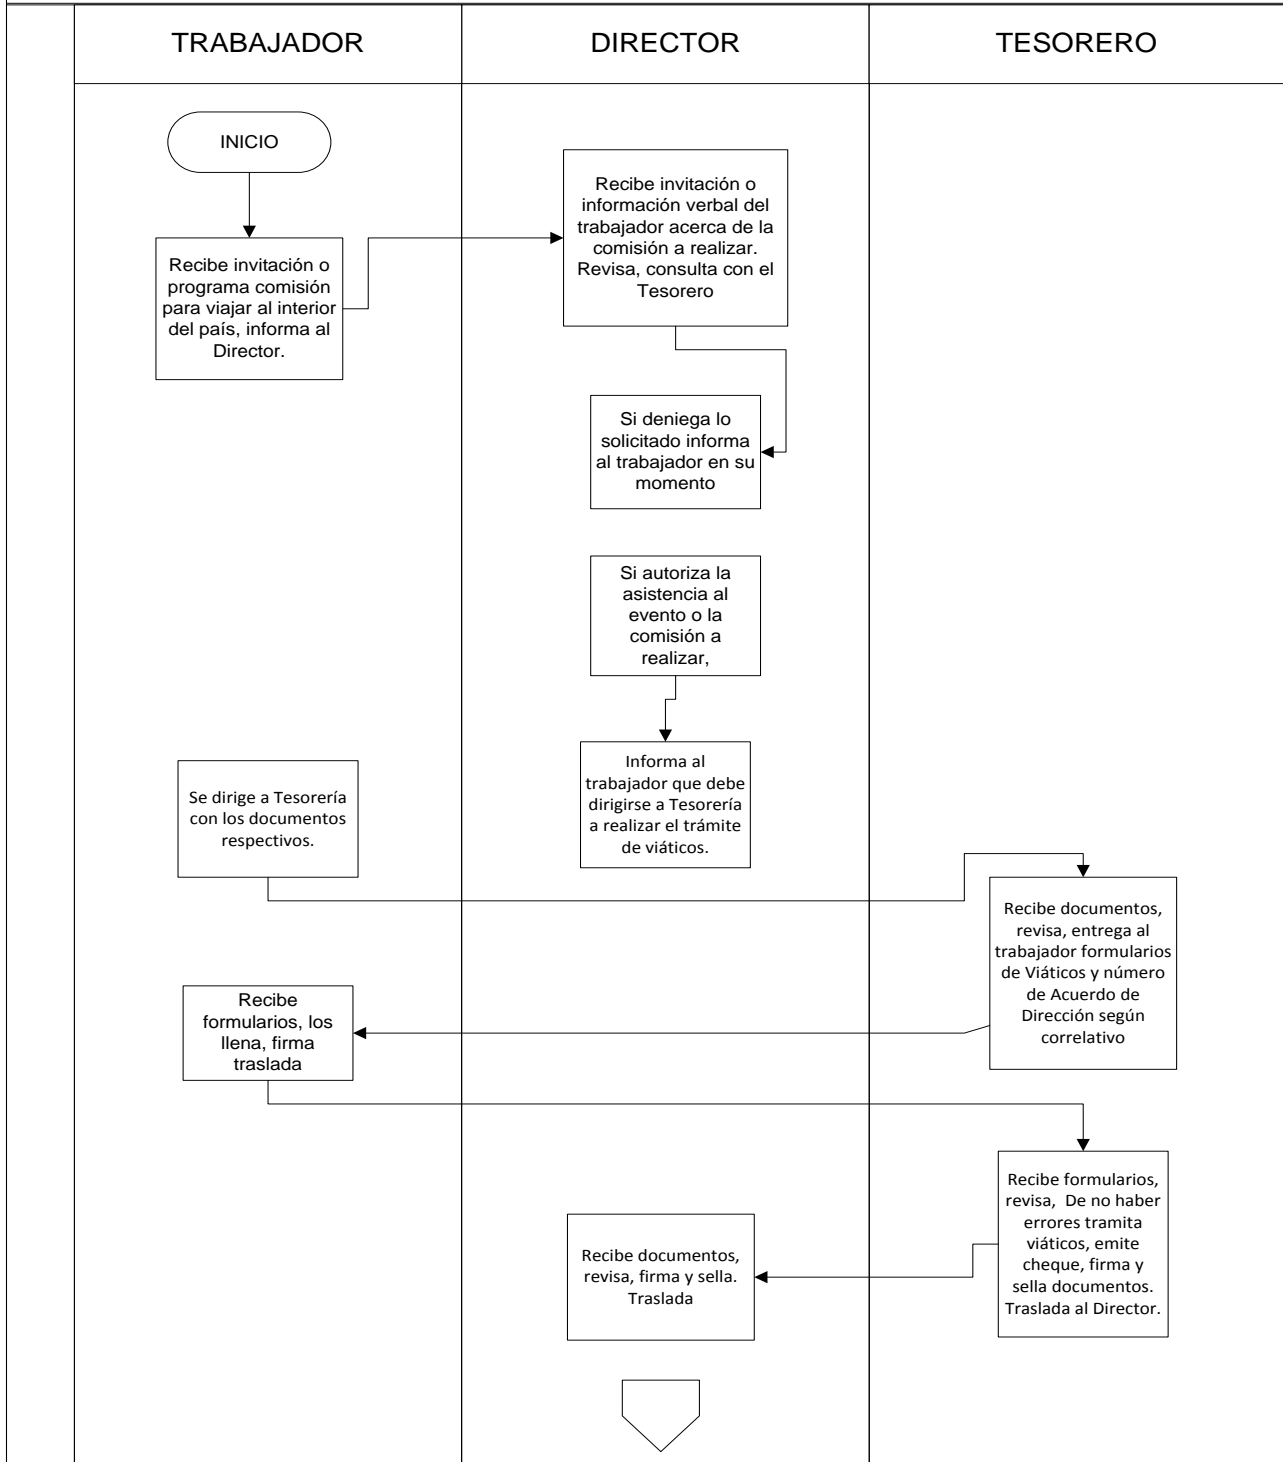 TRABAJADOR
DIRECTOR
TESORERO
INICIO
Recibe invitación o
programa comisión
para viajar al interior
del país, informa al
Director.
Recibe invitación o
información verbal del
trabajador acerca de la
comisión a realizar.
Revisa, consulta con el
Tesorero
Si deniega lo
solicitado informa
al trabajador en su
momento
Si autoriza la
asistencia al
evento o la
comisión a
realizar,
Informa al
trabajador que debe
dirigirse a Tesorería
a realizar el trámite
de viáticos.
Se dirige a Tesorería
con los documentos
respectivos.
Recibe documentos,
revisa, entrega al
trabajador formularios
de Viáticos y número
de Acuerdo de
Dirección según
correlativo
Recibe
formularios, los
llena, firma
traslada
Recibe formularios,
revisa, De no haber
errores tramita
viáticos, emite
cheque, firma y
sella documentos.
Traslada al Director.
Recibe documentos,
revisa, firma y sella.
Traslada